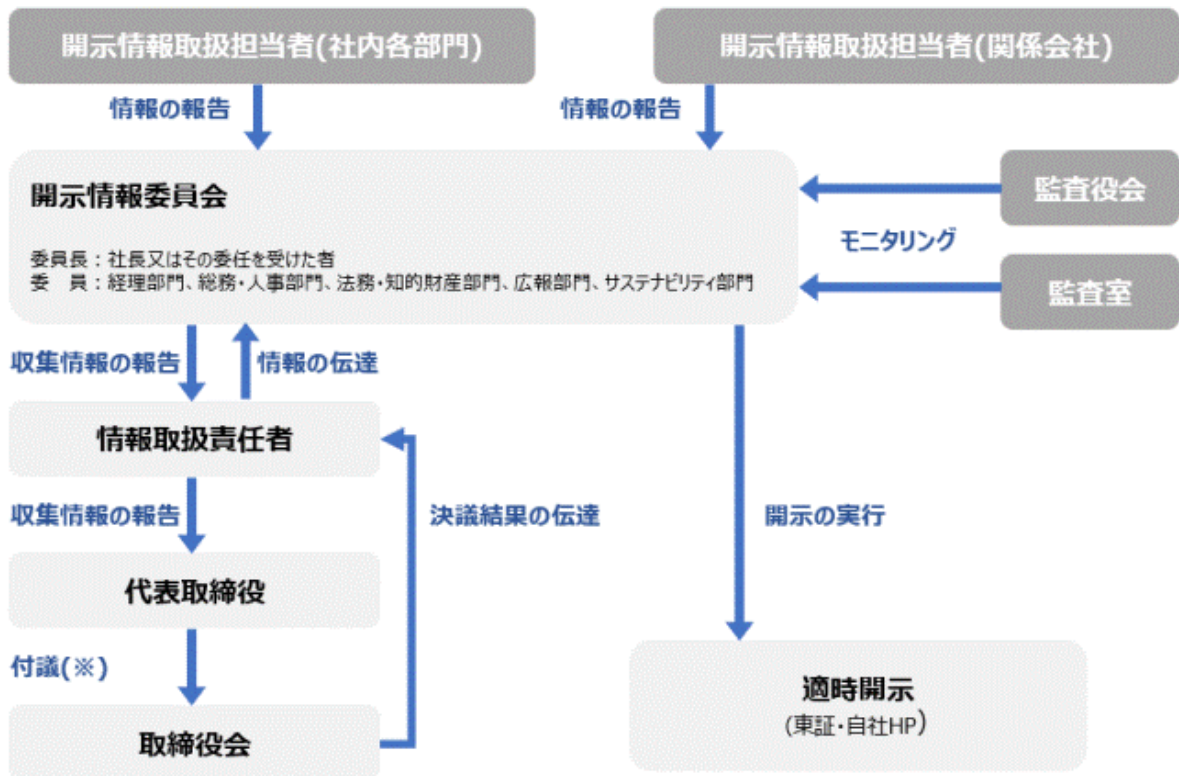 開示情報取扱担当者(社内各部門)
開示情報取扱担当者(関係会社)
情報の報告
情報の報告
開示情報委員会
委員長：社長又はその委任を受けた者
委　員：経理部門、総務・人事部門、法務・知的財産部門、広報部門、サステナビリティ部門
監査役会
モニタリング
監査室
収集情報の報告
情報の伝達
情報取扱責任者
収集情報の報告
決議結果の伝達
開示の実行
代表取締役
付議(※)
取締役会
適時開示
(東証・自社HP)